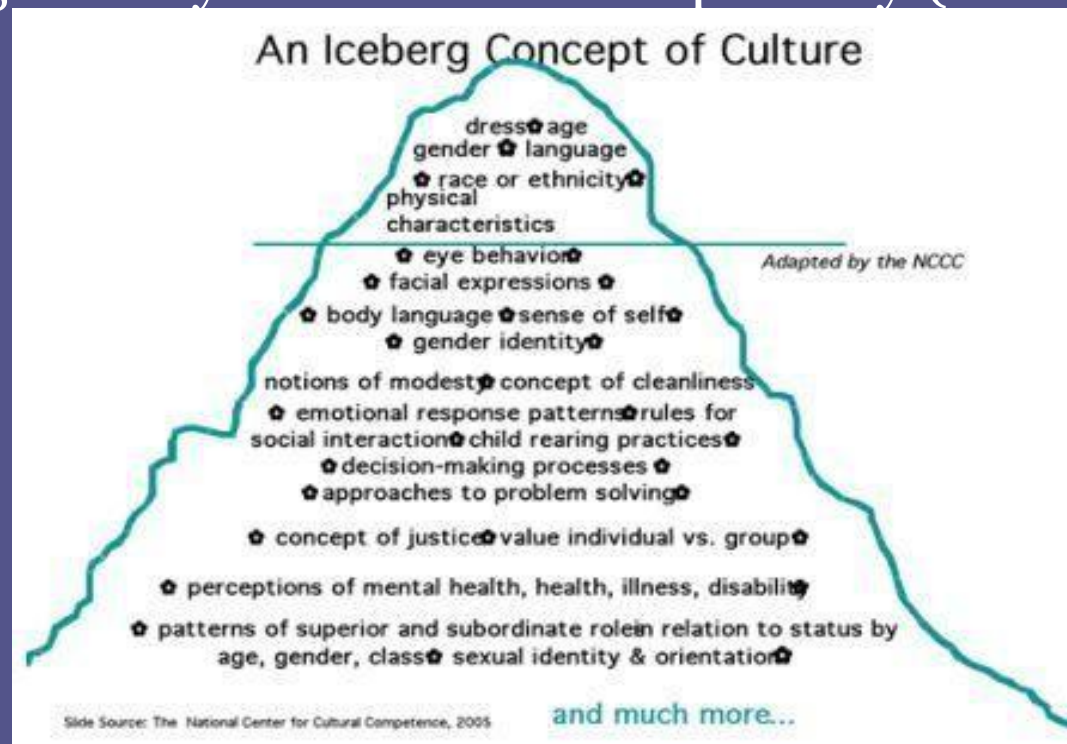 An Iceberg Concept of Culture
dress✿age
gender ✿ language
✿ race or ethnicity✿
physical
characteristics
✿ eye behavior✿
Adapted by the NCCC
✿ facial expressions ✿
✿ body language ✿sense of self✿
✿ gender identity✿
notions of modesty✿ concept of cleanliness
✿ emotional response patterns✿rules for
social interaction✿child rearing practices✿
✿decision-making processes ✿
✿approaches to problem solving✿
✿ concept of justice✿value individual vs. group✿
✿ perceptions of mental health, health, illness, disability✿
✿ patterns of superior and subordinate rolein relation to status by
age, gender, class✿ sexual identity & orientation✿
and much more...
Slide Source: The National Center for Cultural Competence, 2005